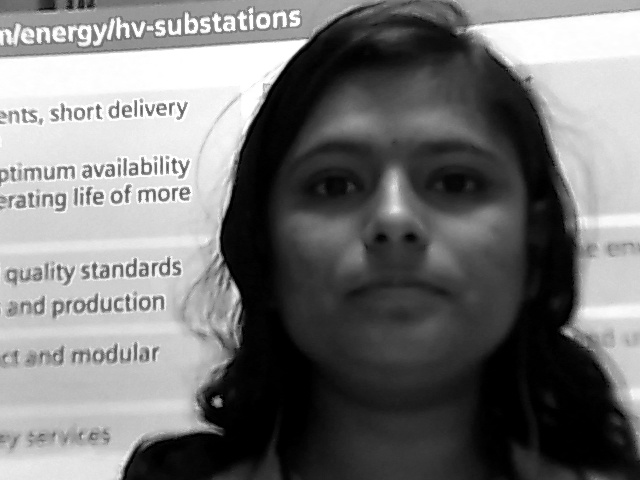 n/energy/hv-substations
ents, short delivery
ptimum availability
erating life of more
quality standards
and production
ct and modular
ey services